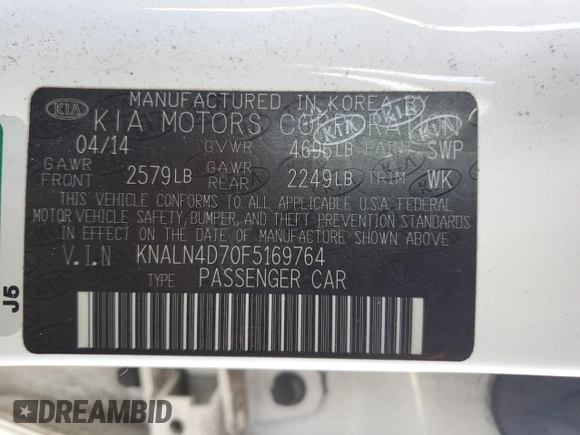 MANUFACTURED IN KOREA BY
KIA KIA MOTORS CORPORATION
04/14 GVWR 4696LB PAINT SWP
GAWR FRONT 2579LB GAWR REAR 2249LB TRIM WK
THIS VEHICLE CONFORMS TO ALL APPLICABLE U.S.A. FEDERAL
MOTOR VEHICLE SAFETY, BUMPER, AND THEFT PREVENTION STANDARDS
IN EFFECT ON THE DATE OF MANUFACTURE SHOWN ABOVE.
V.I.N KNALN4D70F5169764
TYPE PASSENGER CAR
J5
#DREAMBID